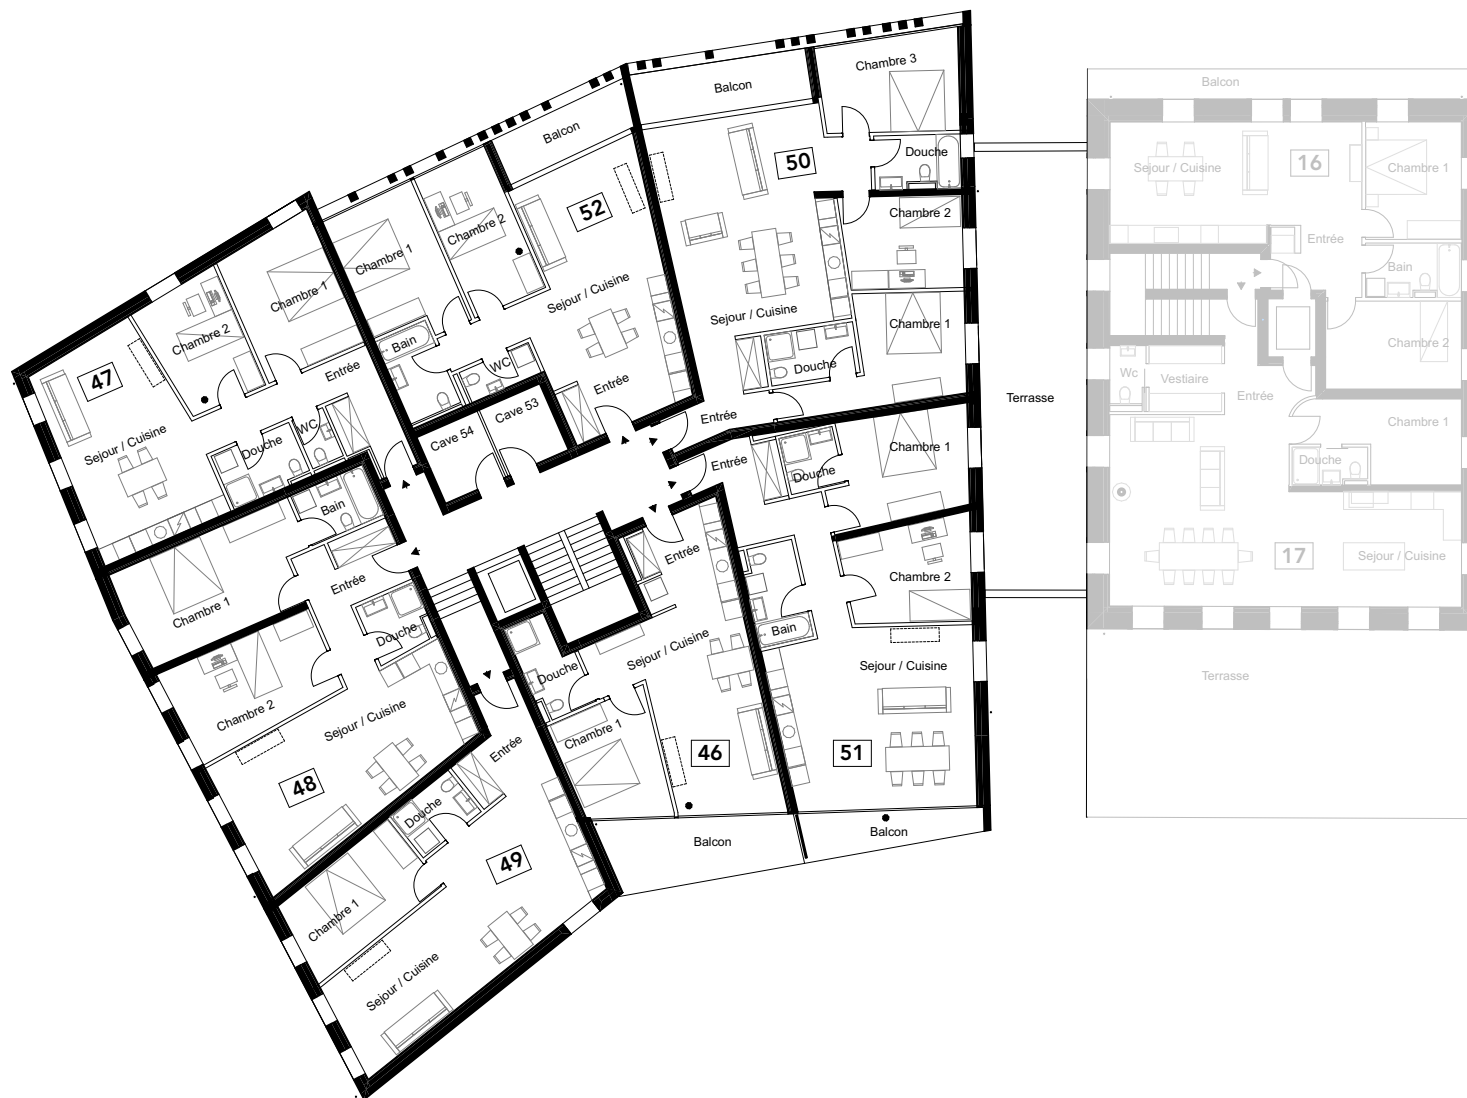 Chambre 3
Balcon
Balcon
50
Douche
Chambre 2
Chambre 1
Sejour / Cuisine
Douche
Entrée
52
Chambre 2
Chambre 1
Sejour / Cuisine
Bain
WC
Entrée
Cave 53
Cave 54
Chambre 1
Chambre 2
47
Entrée
Sejour / Cuisine
Douche
WC
Bain
Entrée
Chambre 1
Douche
Chambre 2
Sejour / Cuisine
48
Entrée
Douche
49
Chambre 1
Sejour / Cuisine
Entrée
Sejour / Cuisine
Douche
Chambre 1
46
Balcon
Entrée
Douche
Chambre 1
Chambre 2
Bain
Sejour / Cuisine
51
Balcon
Terrasse
Balcon
Sejour / Cuisine
16
Chambre 1
Entrée
Bain
Chambre 2
Wc
Vestiaire
Entrée
Chambre 1
Douche
17
Sejour / Cuisine
Terrasse